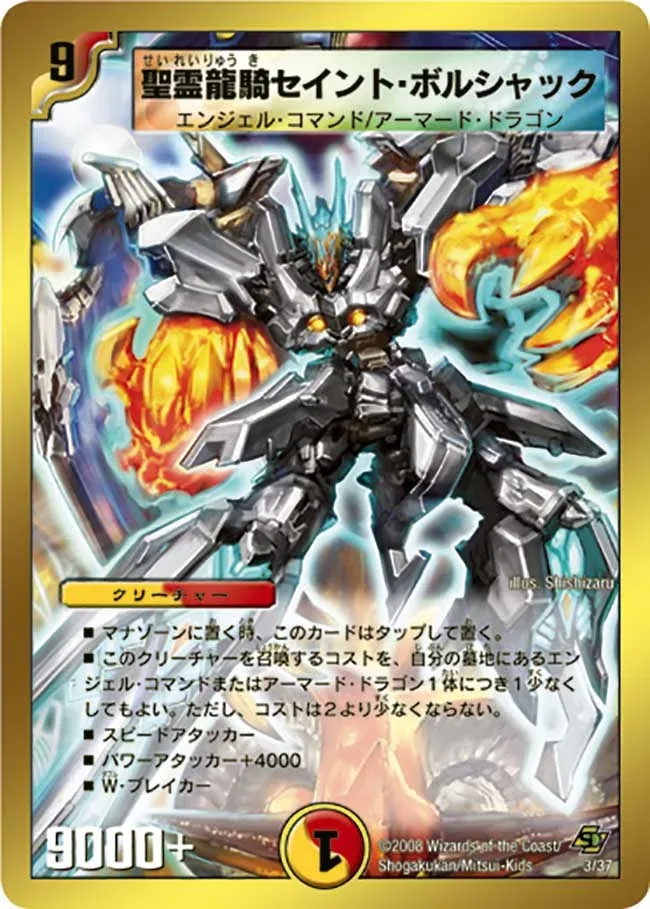 9
せいれいりゅうき
聖霊龍騎セイント・ボルシャック
エンジェル・コマンド/アーマード・ドラゴン
illus. Shishizaru
クリーチャー
■ マナゾーンに置く時、このカードはタップして置く。
■ このクリーチャーを召喚するコストを、自分の墓地にあるエン
ジェル・コマンドまたはアーマード・ドラゴン1体につき1少なく
してもよい。ただし、コストは2より少なくならない。
■ スピードアタッカー
■ パワーアタッカー+4000
■ W・ブレイカー
9000+
1
©2008 Wizards of the Coast/
Shogakukan/Mitsui-Kids
3/37